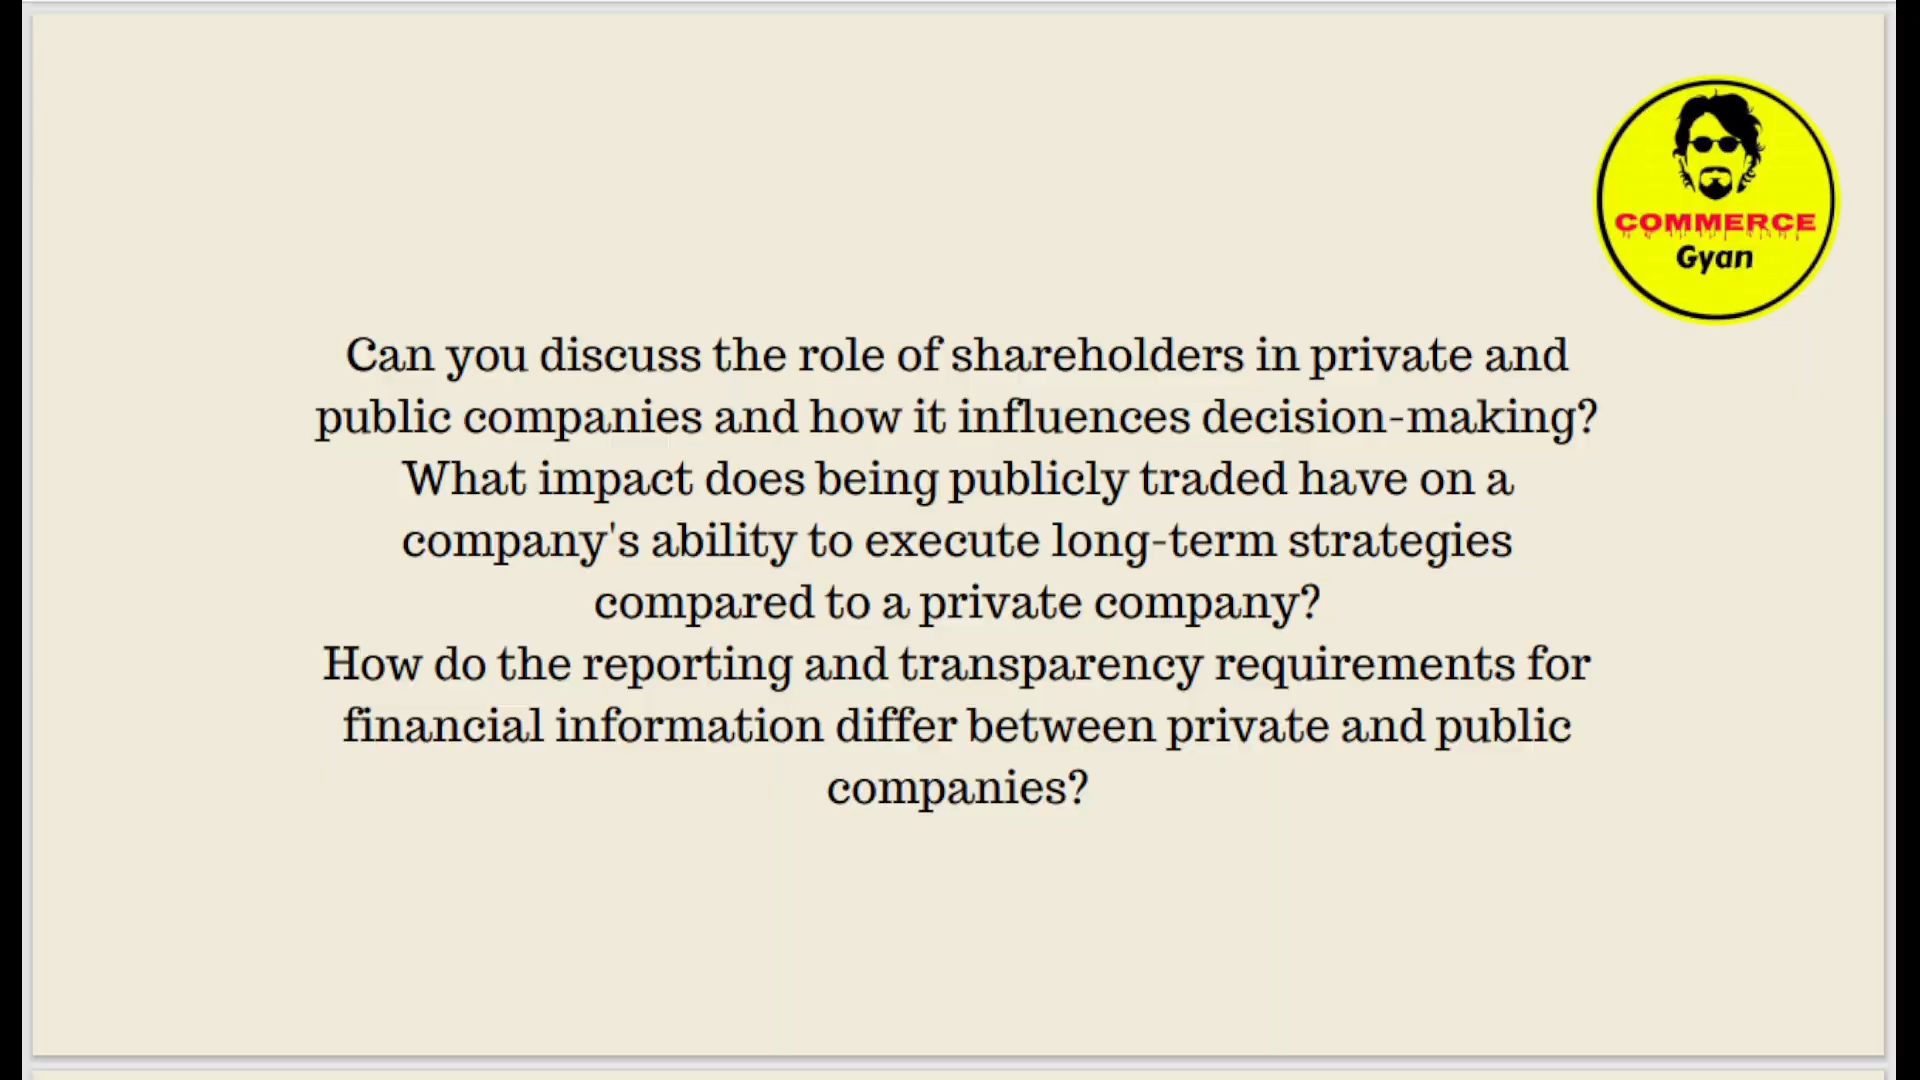 COMMERCE
Gyan
Can you discuss the role of shareholders in private and
public companies and how it influences decision-making?
What impact does being publicly traded have on a
company's ability to execute long-term strategies
compared to a private company?
How do the reporting and transparency requirements for
financial information differ between private and public
companies?